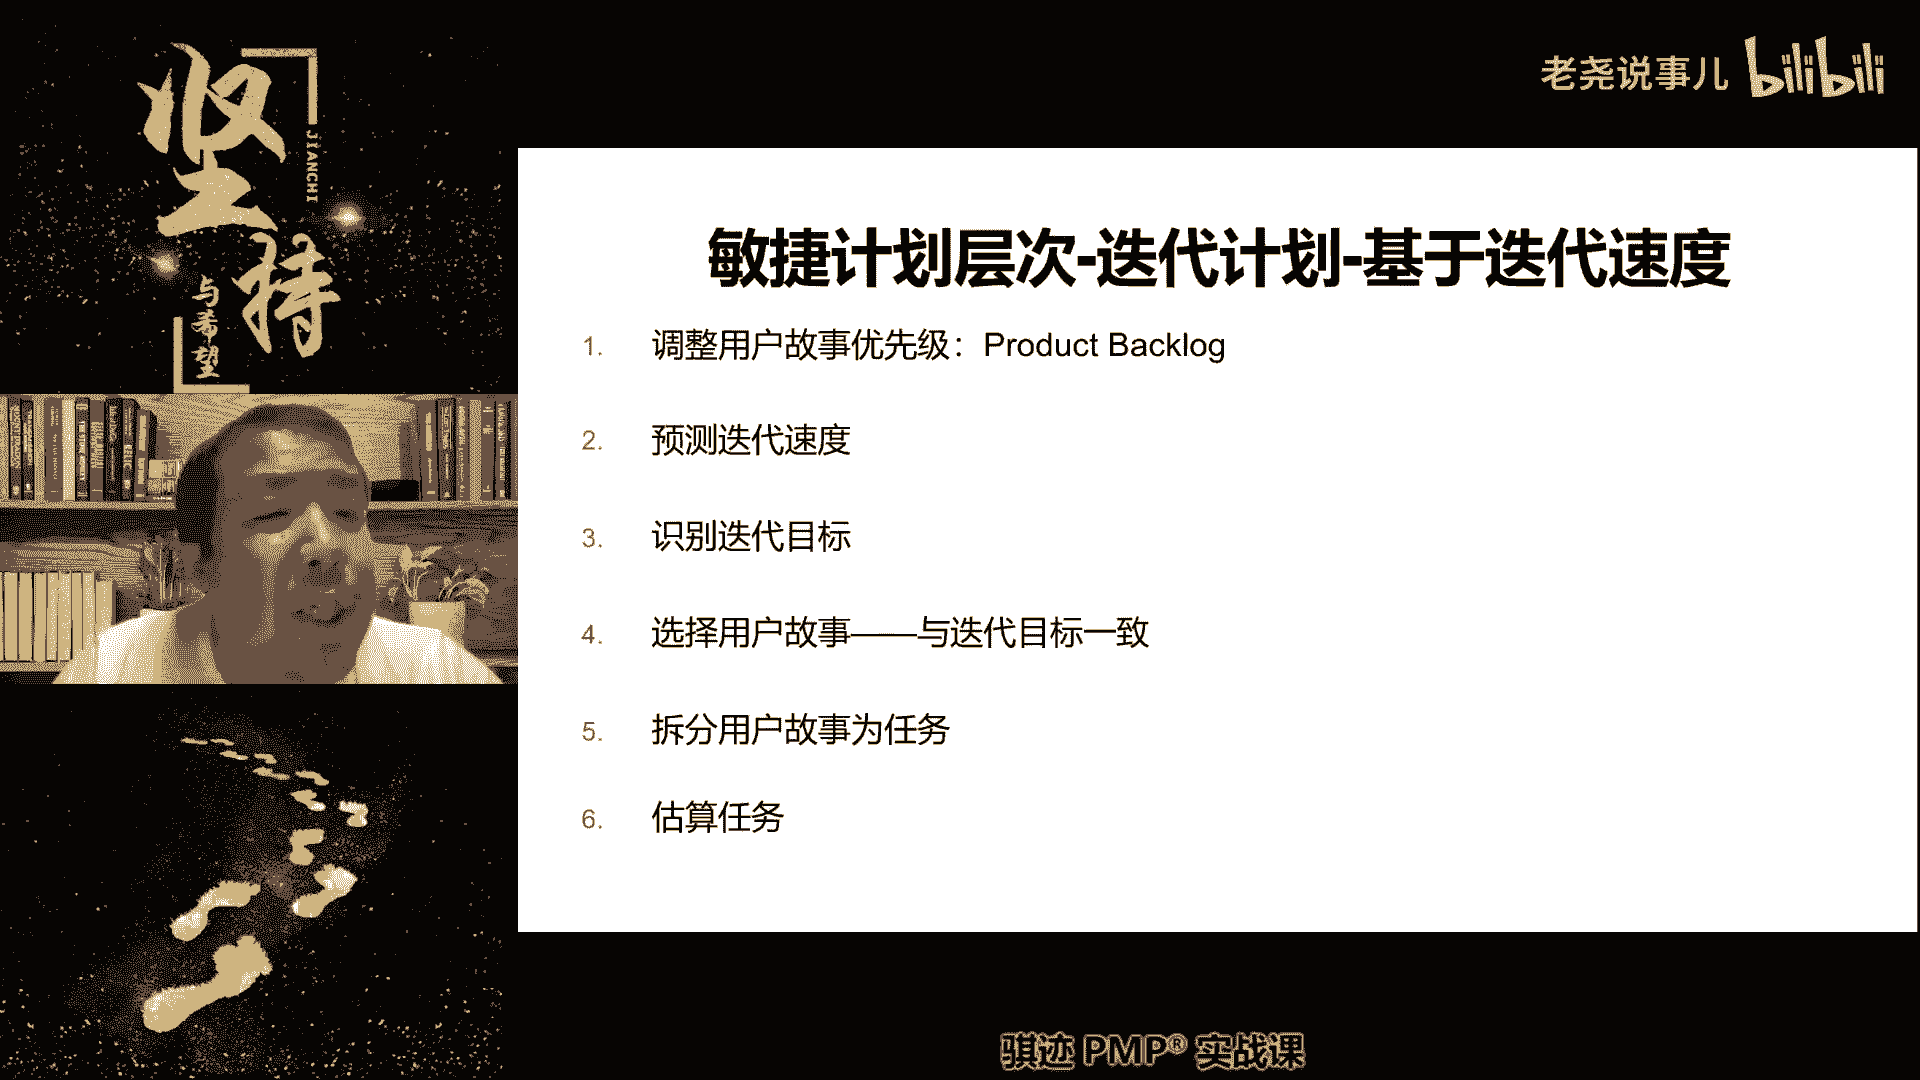 坚持
JIANCHI
与希望
老尧说事儿 bilibili
敏捷计划层次-迭代计划-基于迭代速度
1. 调整用户故事优先级：Product Backlog
2. 预测迭代速度
3. 识别迭代目标
4. 选择用户故事——与迭代目标一致
5. 拆分用户故事为任务
6. 估算任务
骐迹 PMP® 实战课